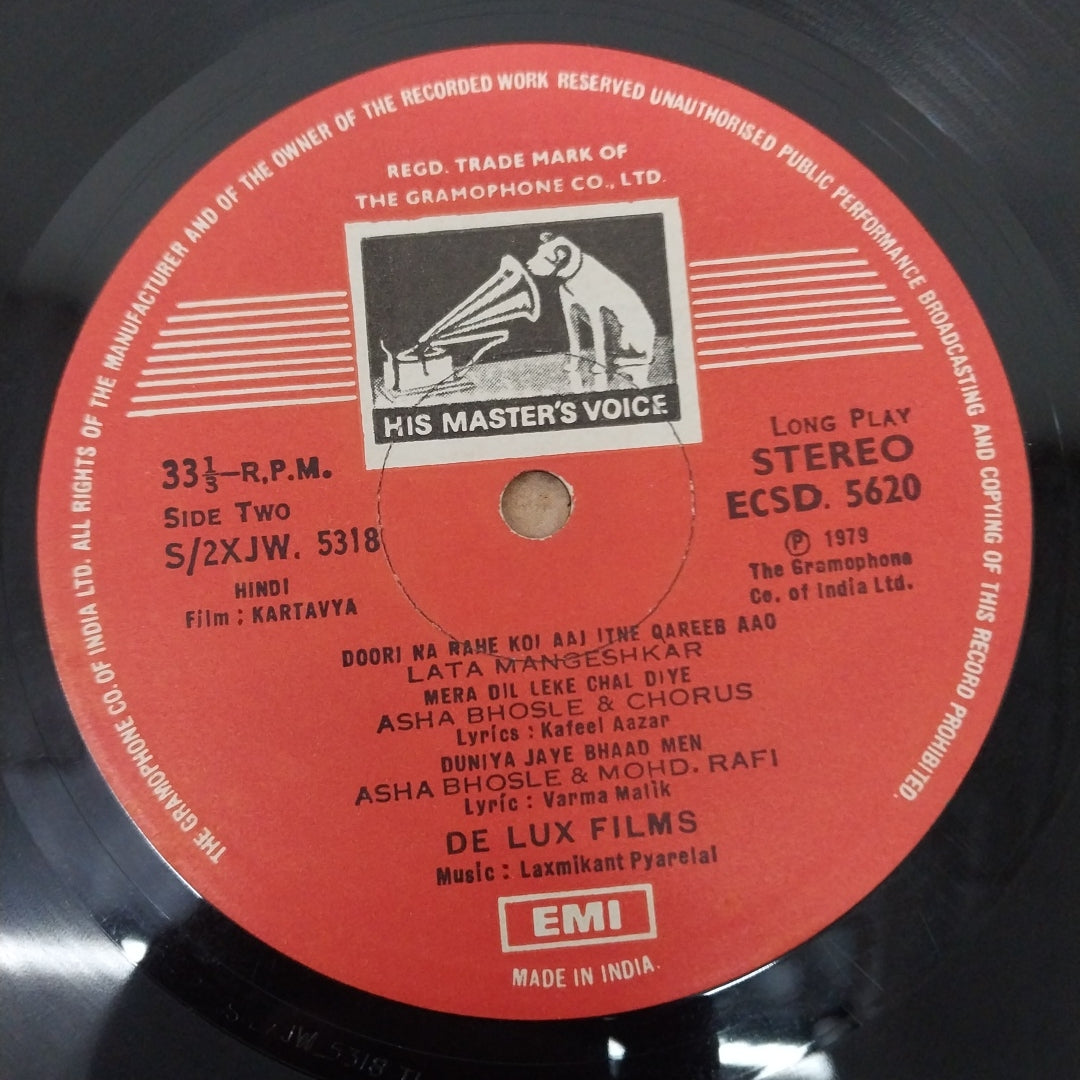 THE GRAMOPHONE CO. OF INDIA LTD. ALL RIGHTS OF THE MANUFACTURER AND OF THE OWNER OF THE RECORDED WORK RESERVED UNAUTHORISED PUBLIC PERFORMANCE BROADCASTING AND COPYING OF THIS RECORD PROHIBITED.
REGD. TRADE MARK OF
THE GRAMOPHONE CO., LTD.
HIS MASTER'S VOICE
33⅓—R.P.M.
SIDE TWO
S/2XJW. 5318
HINDI
Film : KARTAVYA
LONG PLAY
STEREO
ECSD. 5620
Ⓟ 1979
The Gramophone
Co. of India Ltd.
DOORI NA RAHE KOI AAJ ITNE QAREEB AAO
LATA MANGESHKAR
MERA DIL LEKE CHAL DIYE
ASHA BHOSLE & CHORUS
Lyrics : Kafeel Aazar
DUNIYA JAYE BHAAD MEN
ASHA BHOSLE & MOHD. RAFI
Lyric : Varma Malik
DE LUX FILMS
Music : Laxmikant Pyarelal
EMI
MADE IN INDIA.
JW 5318